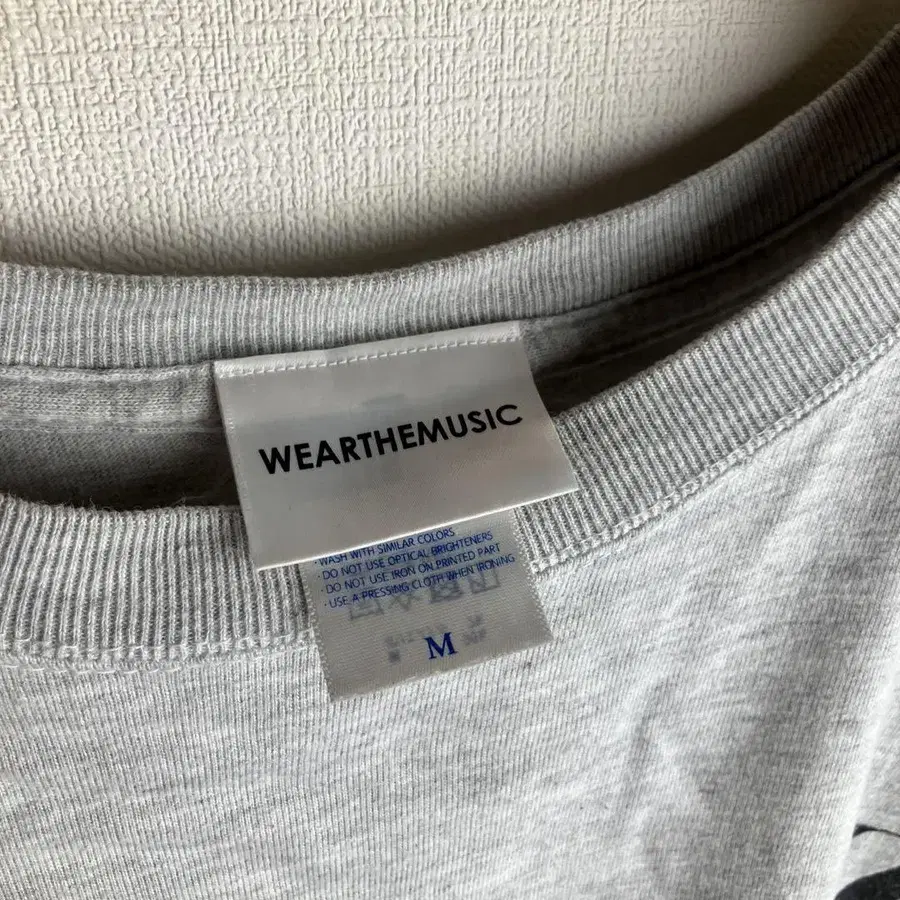 WEARTHEMUSIC
· WASH WITH SIMILAR COLORS
· DO NOT USE OPTICAL BRIGHTENERS
· DO NOT USE IRON ON PRINTED PART
· USE A PRESSING CLOTH WHEN IRONING
M